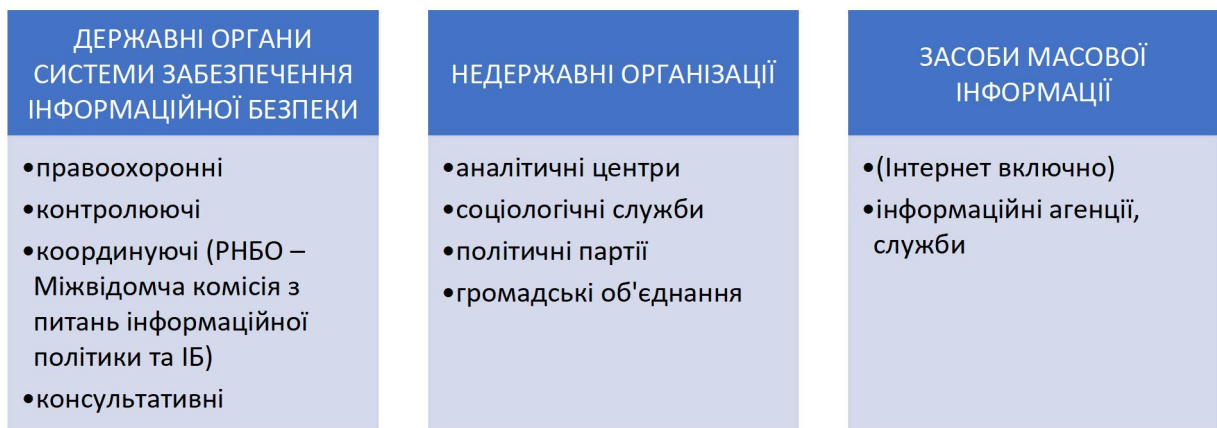 ДЕРЖАВНІ ОРГАНИ
СИСТЕМИ ЗАБЕЗПЕЧЕННЯ
ІНФОРМАЦІЙНОЇ БЕЗПЕКИ
•правоохоронні
•контролюючі
•координуючі (РНБО –
Міжвідомча комісія з
питань інформаційної
політики та ІБ)
•консультативні
НЕДЕРЖАВНІ ОРГАНІЗАЦІЇ
•аналітичні центри
•соціологічні служби
•політичні партії
•громадські об'єднання
ЗАСОБИ МАСОВОЇ
ІНФОРМАЦІЇ
•(Інтернет включно)
•інформаційні агенції,
служби